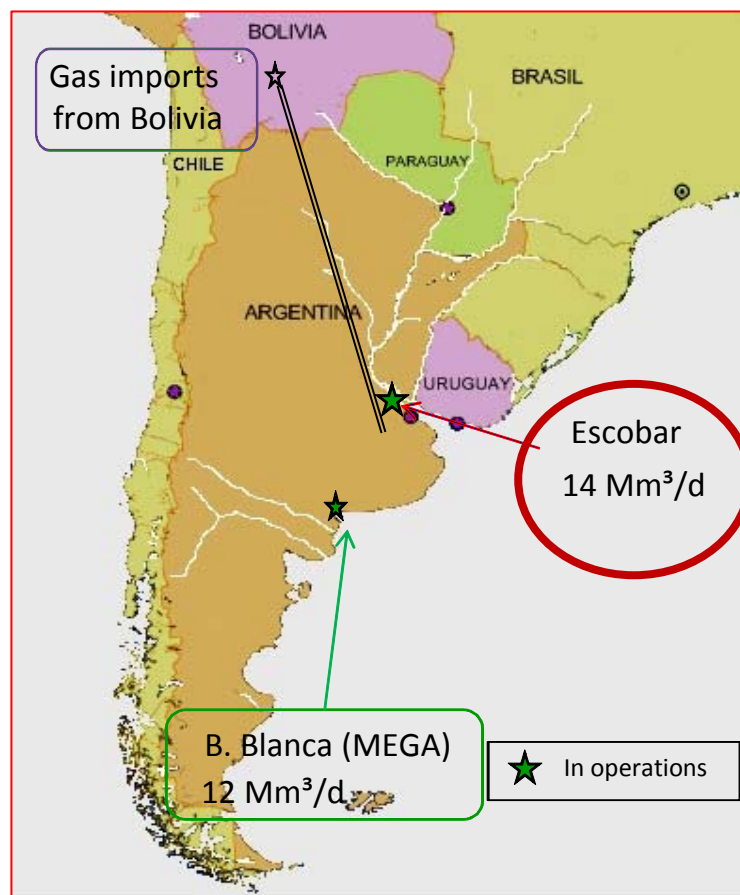 BOLIVIA
Gas imports
from Bolivia
BRASIL
CHILE
PARAGUAY
ARGENTINA
URUGUAY
Escobar
14 Mm³/d
B. Blanca (MEGA)
12 Mm³/d
In operations